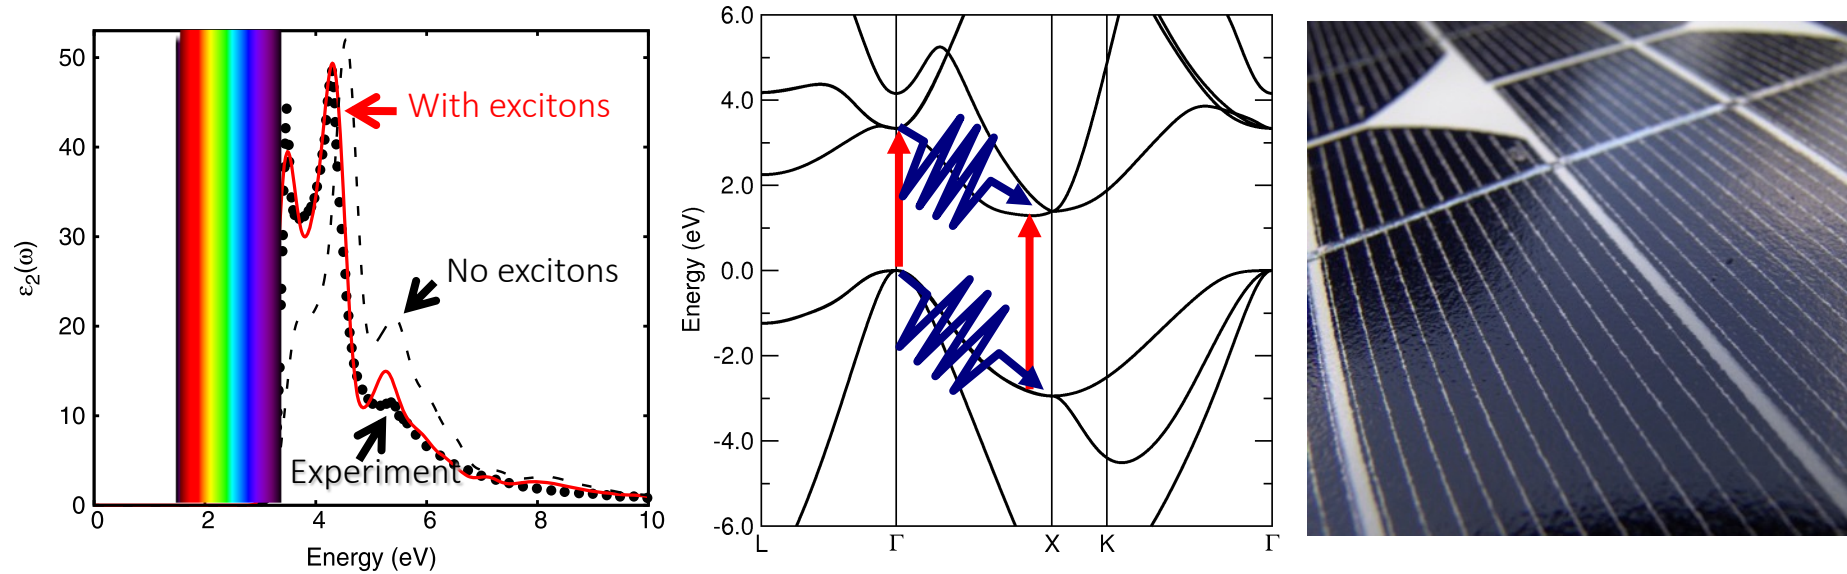 50
40
30
20
10
0
ε₂(ω)
With excitons
No excitons
Experiment
0 2 4 6 8 10
Energy (eV)
6.0
4.0
2.0
0.0
-2.0
-4.0
-6.0
Energy (eV)
L Γ X K Γ